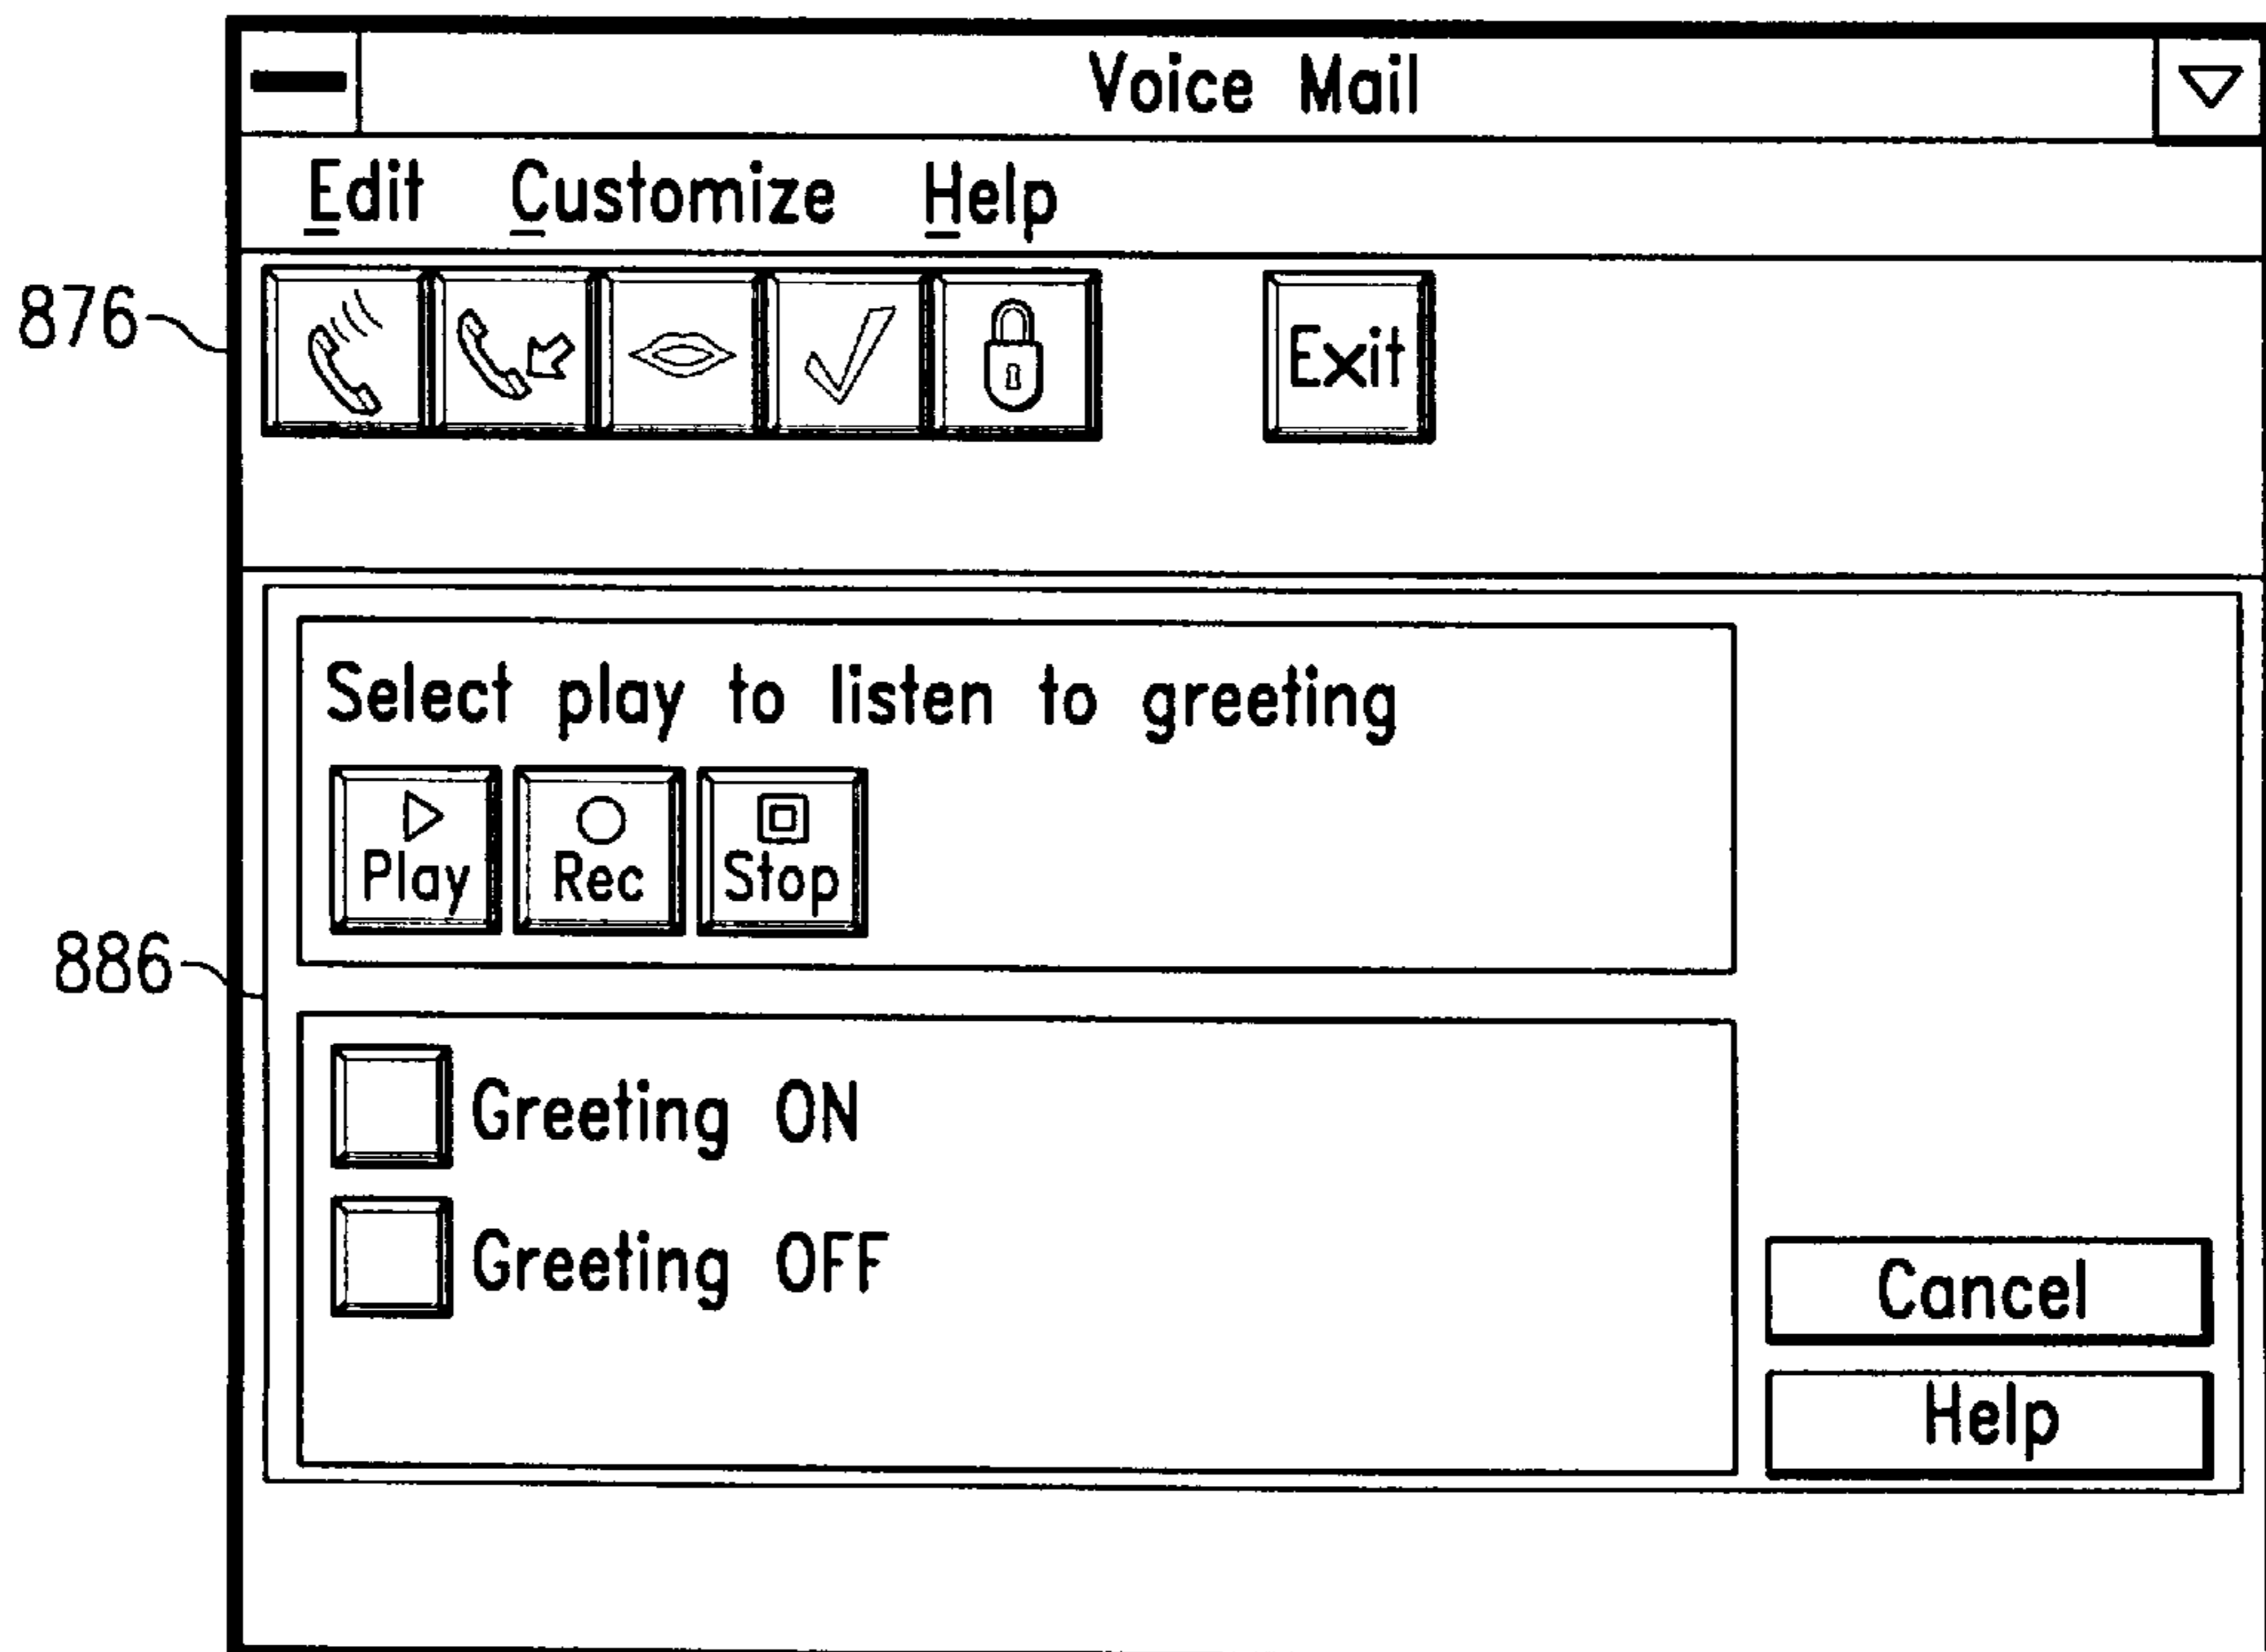 Voice Mail
Edit Customize Help
876
Exit
Select play to listen to greeting
Play Rec Stop
886
Greeting ON
Greeting OFF
Cancel
Help